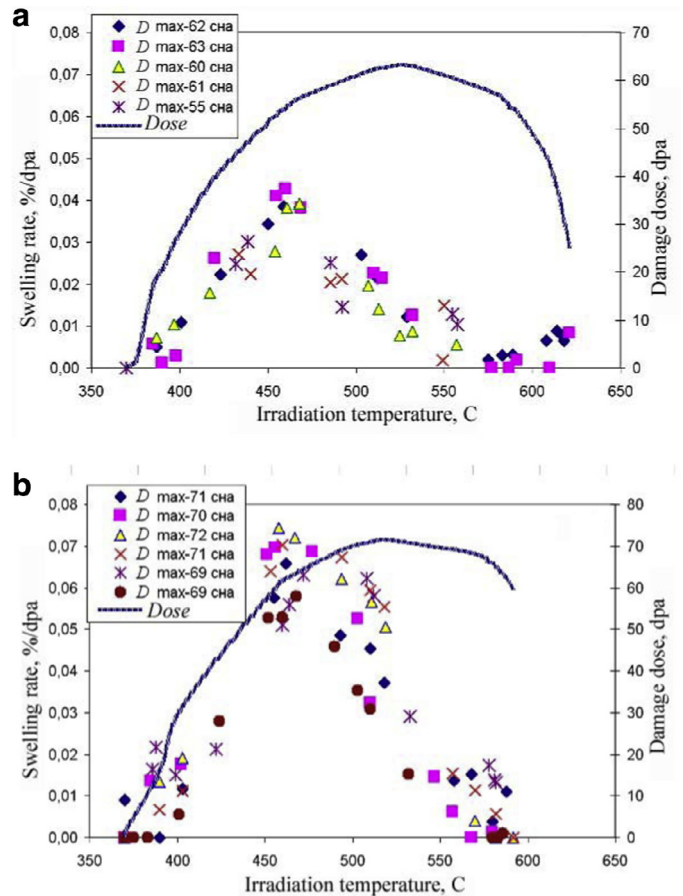 a
D max-62 сна
D max-63 сна
D max-60 сна
D max-61 сна
D max-55 сна
Dose
0,08
0,07
0,06
0,05
0,04
0,03
0,02
0,01
0,00
Swelling rate, %/dpa
70
60
50
40
30
20
10
0
Damage dose, dpa
350 400 450 500 550 600 650
Irradiation temperature, C
b
D max-71 сна
D max-70 сна
D max-72 сна
D max-71 сна
D max-69 сна
D max-69 сна
Dose
0,08
0,07
0,06
0,05
0,04
0,03
0,02
0,01
0,00
Swelling rate, %/dpa
80
70
60
50
40
30
20
10
0
Damage dose, dpa
350 400 450 500 550 600 650
Irradiation temperature, C